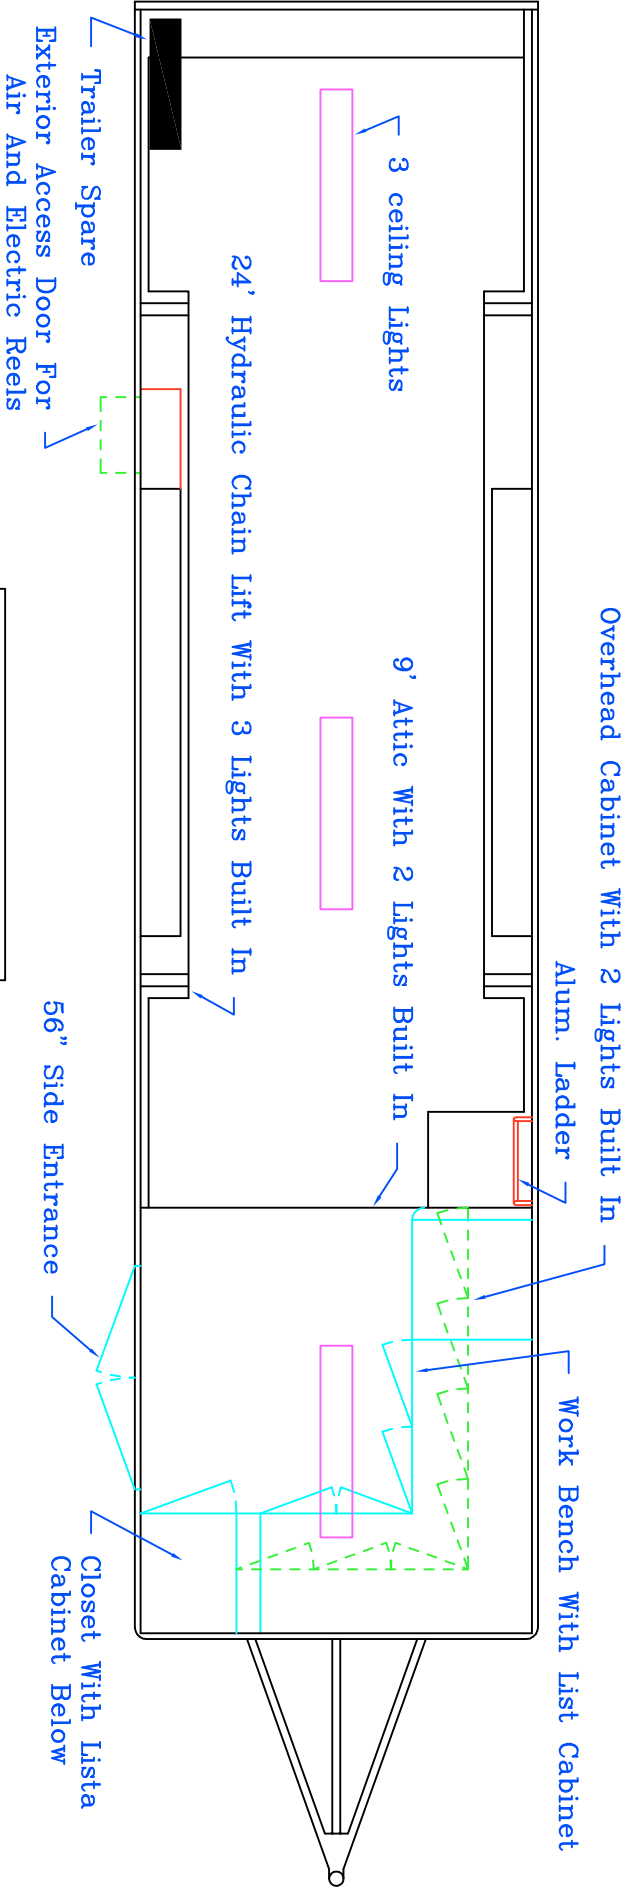 Overhead Cabinet With 2 Lights Built In
Alum. Ladder
Work Bench With List Cabinet
3 ceiling Lights
9' Attic With 2 Lights Built In
24' Hydraulic Chain Lift With 3 Lights Built In
Trailer Spare
Exterior Access Door For
Air And Electric Reels
56" Side Entrance
Closet With Lista
Cabinet Below